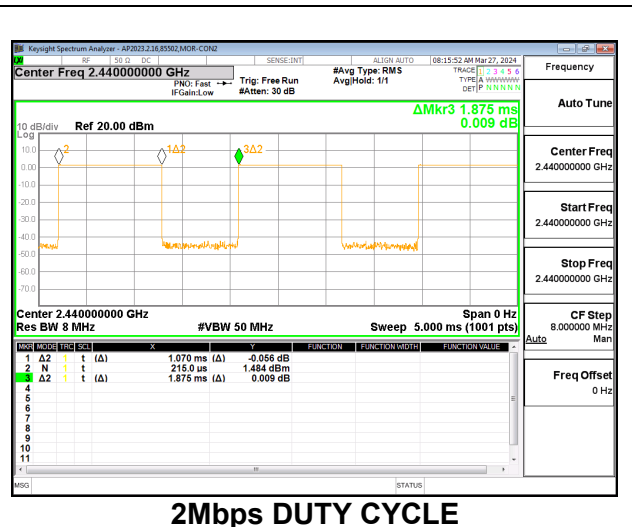 Keysight Spectrum Analyzer - AP2023.2.16,85502,MOR-CON2
RF 50 Ω DC SENSE:INT ALIGN AUTO 08:15:52 AM Mar 27, 2024
Center Freq 2.440000000 GHz
PNO: Fast
IFGain:Low
Trig: Free Run
#Atten: 30 dB
#Avg Type: RMS
Avg|Hold: 1/1
TRACE 1 2 3 4 5 6
TYPE A WWWWW
DET P N N N N N
ΔMkr3 1.875 ms
0.009 dB
10 dB/div Ref 20.00 dBm
Log
10.0
0.00
-10.0
-20.0
-30.0
-40.0
-50.0
-60.0
-70.0
2
1Δ2
3Δ2
Center 2.440000000 GHz Span 0 Hz
Res BW 8 MHz #VBW 50 MHz Sweep 5.000 ms (1001 pts)
MKR MODE TRC SCL X Y FUNCTION FUNCTION WIDTH FUNCTION VALUE
1 Δ2 1 t (Δ) 1.070 ms (Δ) -0.056 dB
2 N 1 t 215.0 µs 1.484 dBm
3 Δ2 1 t (Δ) 1.875 ms (Δ) 0.009 dB
4
5
6
7
8
9
10
11
MSG STATUS
Frequency
Auto Tune
Center Freq
2.440000000 GHz
Start Freq
2.440000000 GHz
Stop Freq
2.440000000 GHz
CF Step
8.000000 MHz
Auto Man
Freq Offset
0 Hz
2Mbps DUTY CYCLE